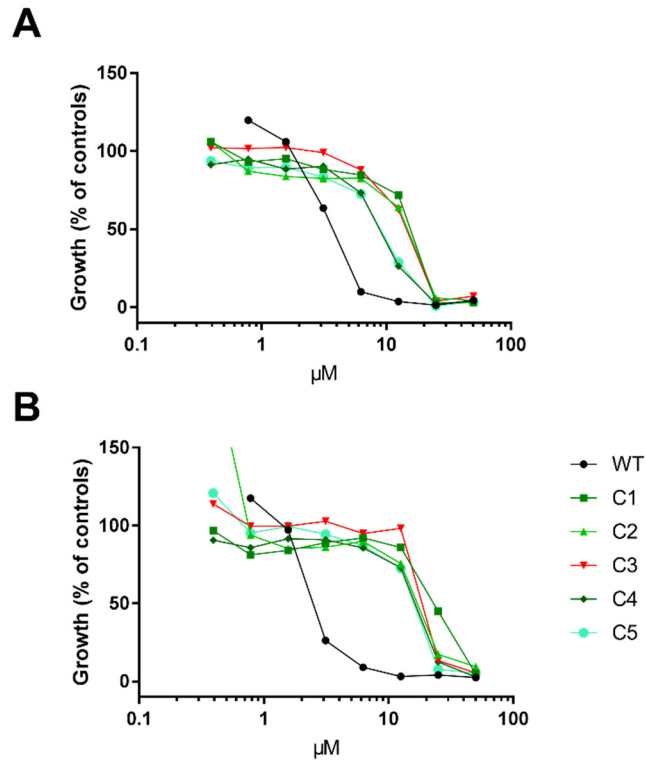 A
150
100
50
0
Growth (% of controls)
0.1 1 10 100
µM
B
150
100
50
0
Growth (% of controls)
0.1 1 10 100
µM
WT
C1
C2
C3
C4
C5